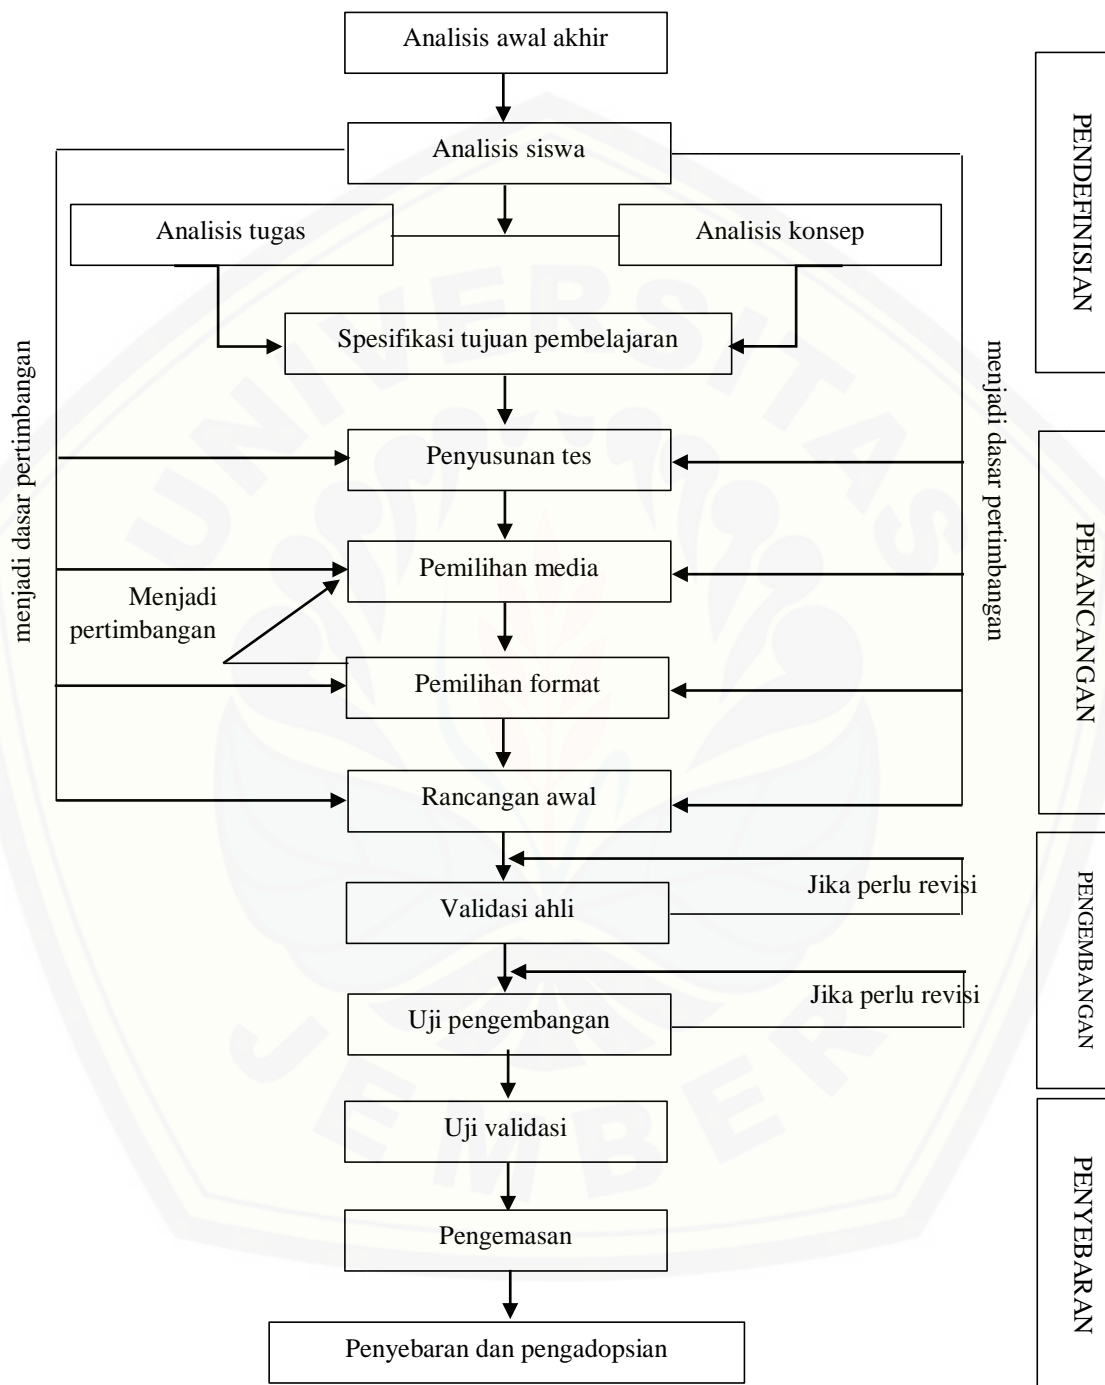 Analisis awal akhir
Analisis siswa
Analisis tugas
Analisis konsep
Spesifikasi tujuan pembelajaran
Penyusunan tes
Pemilihan media
Menjadi
pertimbangan
Pemilihan format
Rancangan awal
Jika perlu revisi
Validasi ahli
Jika perlu revisi
Uji pengembangan
Uji validasi
Pengemasan
Penyebaran dan pengadopsian
menjadi dasar pertimbangan
menjadi dasar pertimbangan
PENDEFINISIAN
PERANCANGAN
PENGEMBANGAN
PENYEBARAN
UNIVERSITAS
JEMBER